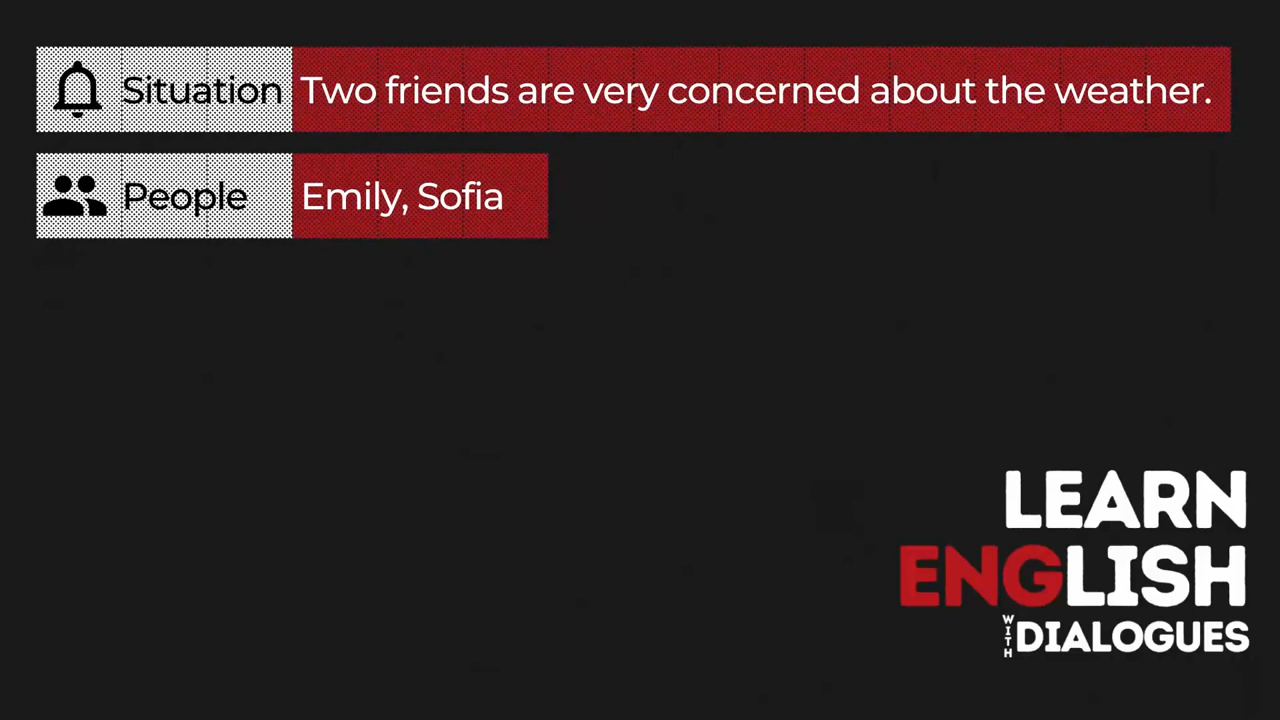 Situation Two friends are very concerned about the weather.
People Emily, Sofia
LEARN
ENGLISH
WITH DIALOGUES